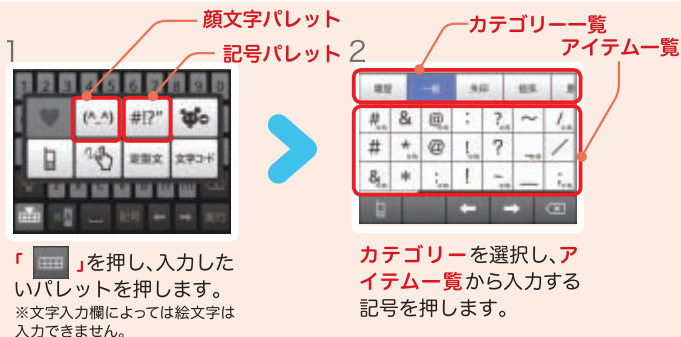 顔文字パレット
記号パレット
カテゴリー一覧
アイテム一覧
1
2
(^_^) #!?"
定型文 文字コード
記号
履歴 一般
# & @ : ? ~ /
# * @ ! ? _ /
& * ; ! ~ _ ;
「 」を押し、入力した
いパレットを押します。
※文字入力欄によっては絵文字は
入力できません。
カテゴリーを選択し、ア
イテム一覧から入力する
記号を押します。